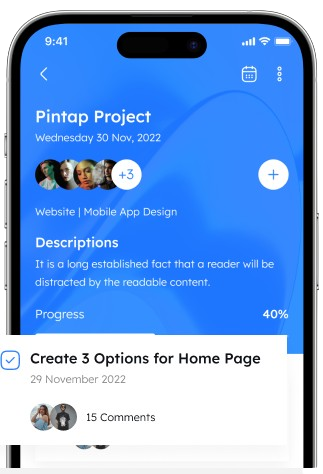 9:41
Pintap Project
Wednesday 30 Nov, 2022
+3
+
Website | Mobile App Design
Descriptions
It is a long established fact that a reader will be
distracted by the readable content.
Progress 40%
Create 3 Options for Home Page
29 November 2022
15 Comments